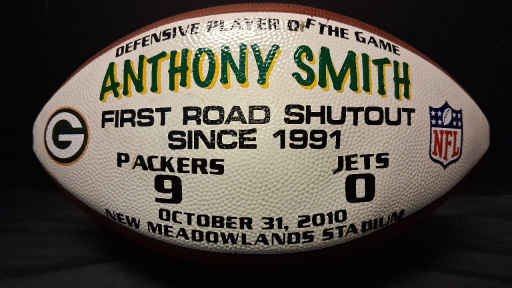 DEFENSIVE PLAYER OF THE GAME
ANTHONY SMITH
FIRST ROAD SHUTOUT
SINCE 1991
PACKERS JETS
9 0
OCTOBER 31, 2010
NEW MEADOWLANDS STADIUM
G
NFL